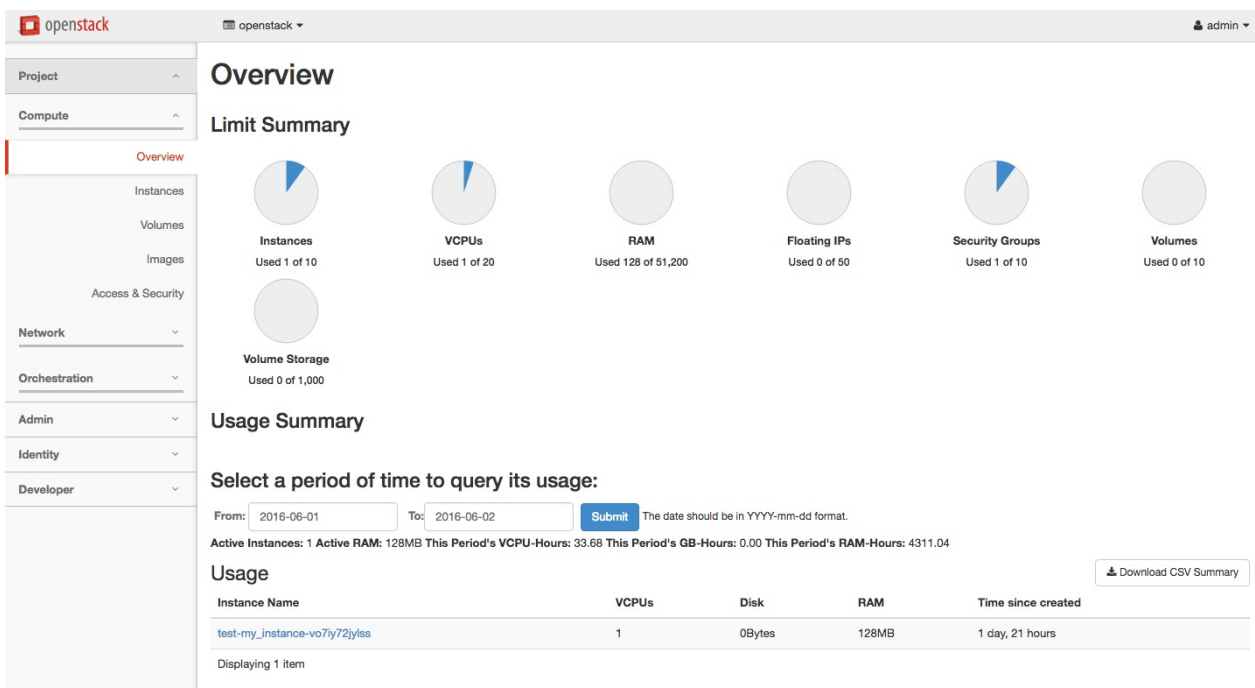 openstack
openstack
admin
Project
Compute
Overview
Instances
Volumes
Images
Access & Security
Network
Orchestration
Admin
Identity
Developer
Overview
Limit Summary
Instances
Used 1 of 10
VCPUs
Used 1 of 20
RAM
Used 128 of 51,200
Floating IPs
Used 0 of 50
Security Groups
Used 1 of 10
Volumes
Used 0 of 10
Volume Storage
Used 0 of 1,000
Usage Summary
Select a period of time to query its usage:
From: 2016-06-01 To: 2016-06-02 Submit The date should be in YYYY-mm-dd format.
Active Instances: 1 Active RAM: 128MB This Period's VCPU-Hours: 33.68 This Period's GB-Hours: 0.00 This Period's RAM-Hours: 4311.04
Usage
Download CSV Summary
Instance Name VCPUs Disk RAM Time since created
test-my_instance-vo7iy72jylss 1 0Bytes 128MB 1 day, 21 hours
Displaying 1 item